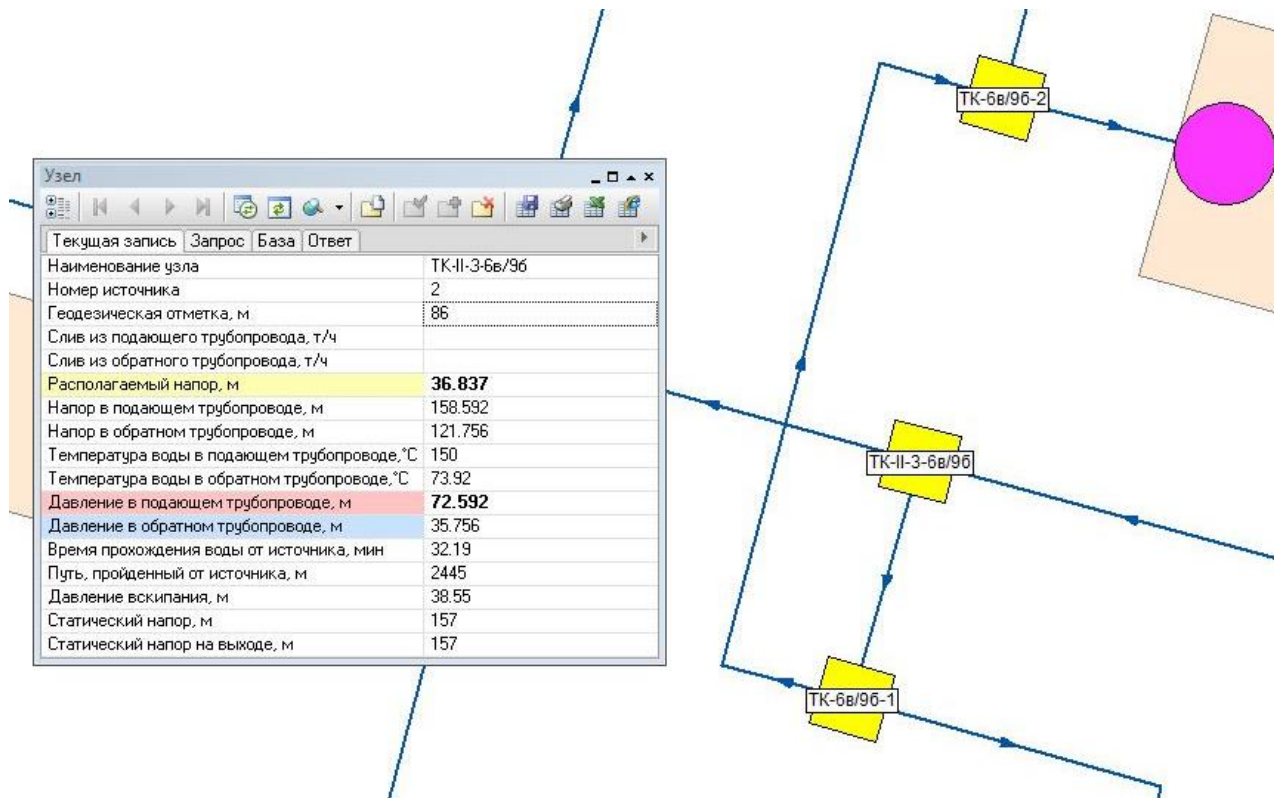 ТК-6в/9б-2
Узел
Текущая запись Запрос База Ответ
Наименование узла ТК-II-3-6в/9б
Номер источника 2
Геодезическая отметка, м 86
Слив из подающего трубопровода, т/ч
Слив из обратного трубопровода, т/ч
Располагаемый напор, м 36.837
Напор в подающем трубопроводе, м 158.592
Напор в обратном трубопроводе, м 121.756
Температура воды в подающем трубопроводе,°C 150
Температура воды в обратном трубопроводе,°C 73.92
Давление в подающем трубопроводе, м 72.592
Давление в обратном трубопроводе, м 35.756
Время прохождения воды от источника, мин 32.19
Путь, пройденный от источника, м 2445
Давление вскипания, м 38.55
Статический напор, м 157
Статический напор на выходе, м 157
ТК-II-3-6в/9б
ТК-6в/9б-1